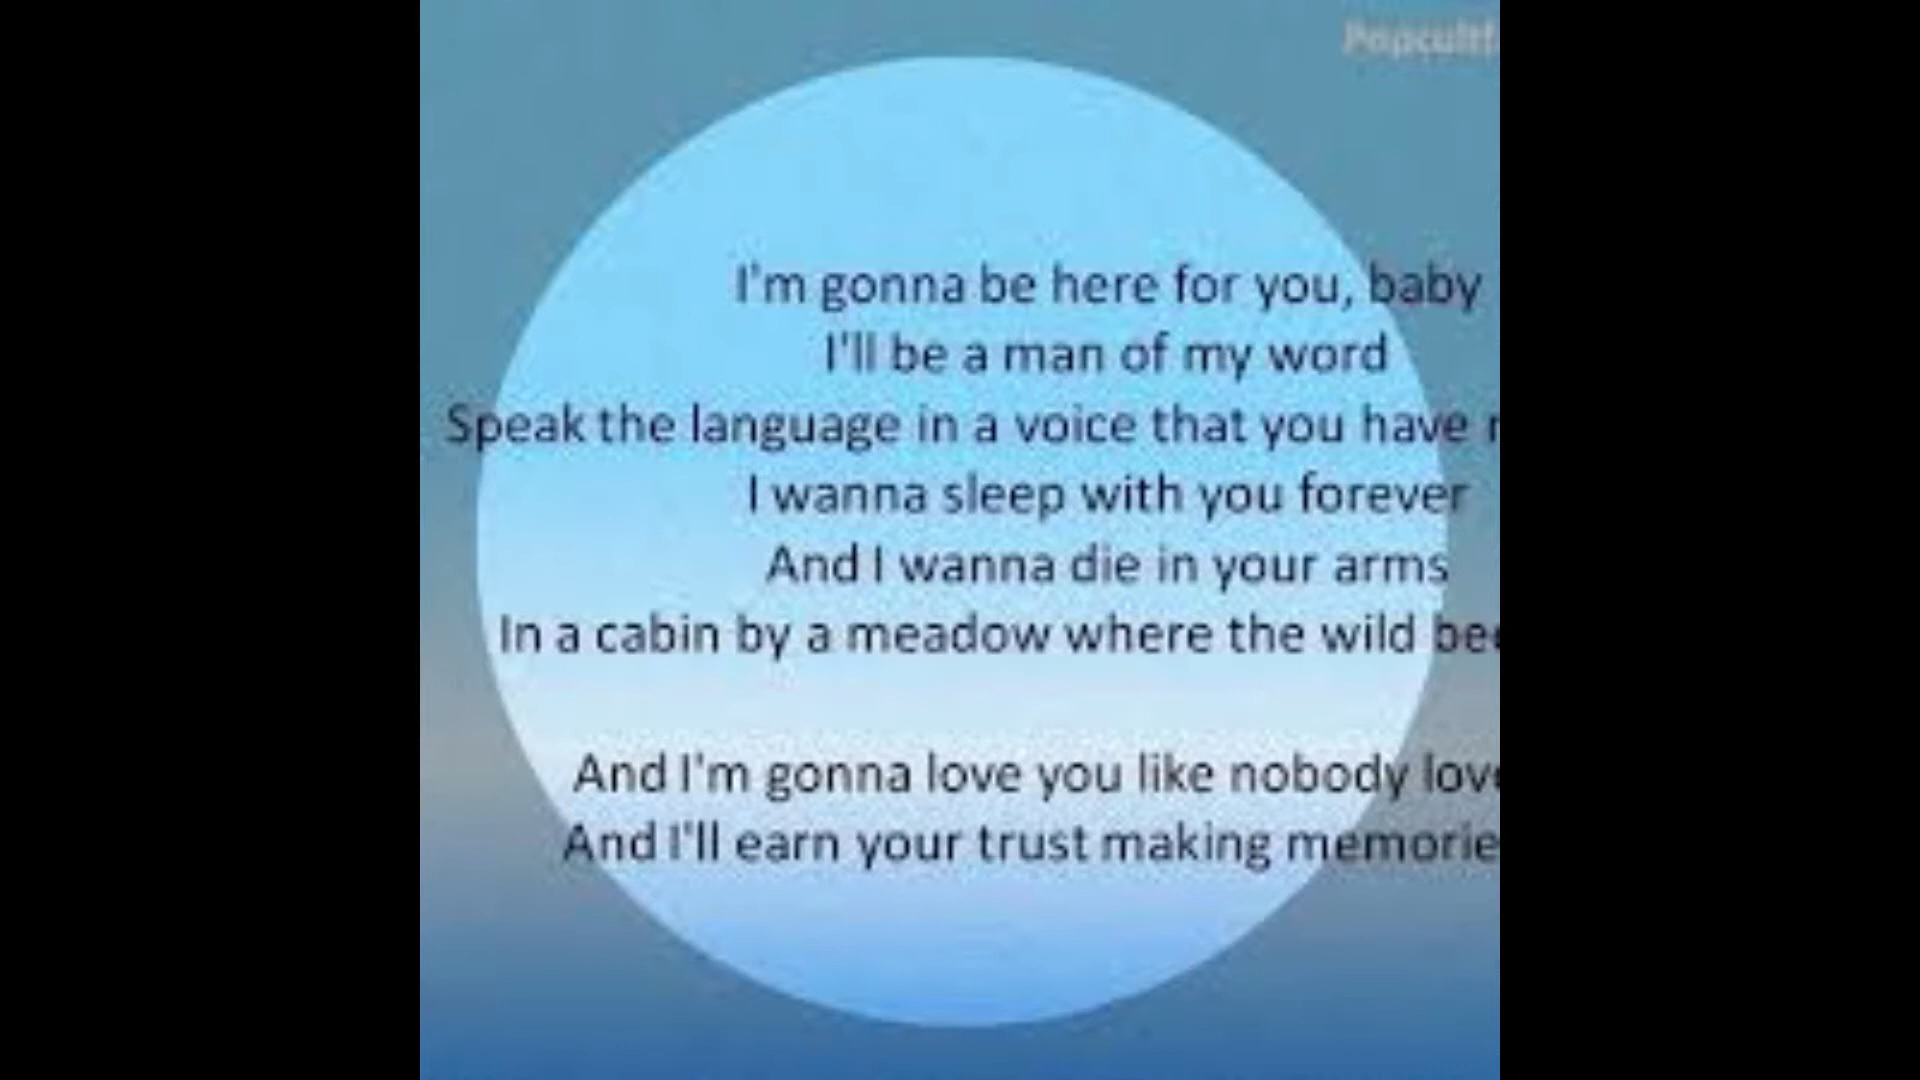 Popcultf
I'm gonna be here for you, baby
I'll be a man of my word
Speak the language in a voice that you have
I wanna sleep with you forever
And I wanna die in your arms
In a cabin by a meadow where the wild
And I'm gonna love you like nobody
And I'll earn your trust making